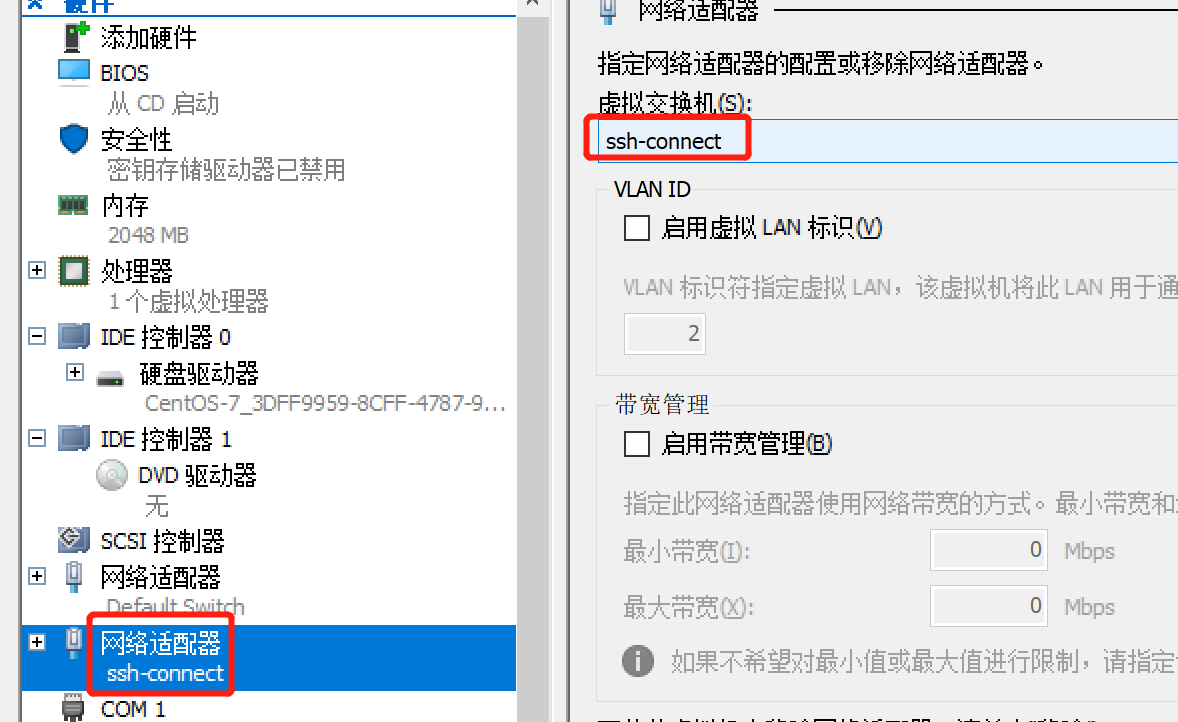 硬件
添加硬件
BIOS
从 CD 启动
安全性
密钥存储驱动器已禁用
内存
2048 MB
处理器
1 个虚拟处理器
IDE 控制器 0
硬盘驱动器
CentOS-7_3DFF9959-8CFF-4787-9...
IDE 控制器 1
DVD 驱动器
无
SCSI 控制器
网络适配器
Default Switch
网络适配器
ssh-connect
COM 1
网络适配器
指定网络适配器的配置或移除网络适配器。
虚拟交换机(S):
ssh-connect
VLAN ID
启用虚拟 LAN 标识(V)
VLAN 标识符指定虚拟 LAN，该虚拟机将此 LAN 用于通
2
带宽管理
启用带宽管理(B)
指定此网络适配器使用网络带宽的方式。最小带宽和
最小带宽(I):
0 Mbps
最大带宽(X):
0 Mbps
如果不希望对最小值或最大值进行限制，请指定